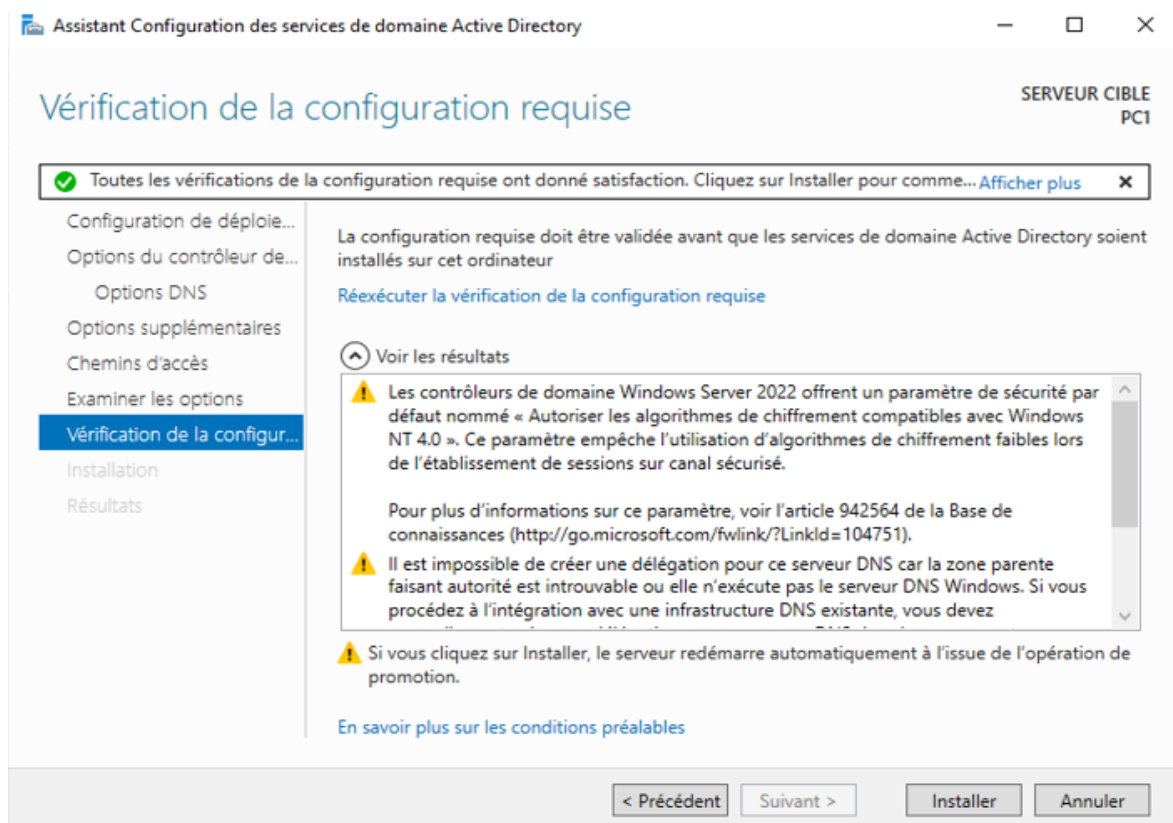 Assistant Configuration des services de domaine Active Directory
Vérification de la configuration requise
SERVEUR CIBLE
PC1
Toutes les vérifications de la configuration requise ont donné satisfaction. Cliquez sur Installer pour comme... Afficher plus
Configuration de déploie...
Options du contrôleur de...
Options DNS
Options supplémentaires
Chemins d'accès
Examiner les options
Vérification de la configur...
Installation
Résultats
La configuration requise doit être validée avant que les services de domaine Active Directory soient
installés sur cet ordinateur
Réexécuter la vérification de la configuration requise
Voir les résultats
Les contrôleurs de domaine Windows Server 2022 offrent un paramètre de sécurité par
défaut nommé « Autoriser les algorithmes de chiffrement compatibles avec Windows
NT 4.0 ». Ce paramètre empêche l'utilisation d'algorithmes de chiffrement faibles lors
de l'établissement de sessions sur canal sécurisé.
Pour plus d'informations sur ce paramètre, voir l'article 942564 de la Base de
connaissances (http://go.microsoft.com/fwlink/?LinkId=104751).
Il est impossible de créer une délégation pour ce serveur DNS car la zone parente
faisant autorité est introuvable ou elle n'exécute pas le serveur DNS Windows. Si vous
procédez à l'intégration avec une infrastructure DNS existante, vous devez
Si vous cliquez sur Installer, le serveur redémarre automatiquement à l'issue de l'opération de
promotion.
En savoir plus sur les conditions préalables
< Précédent
Suivant >
Installer
Annuler